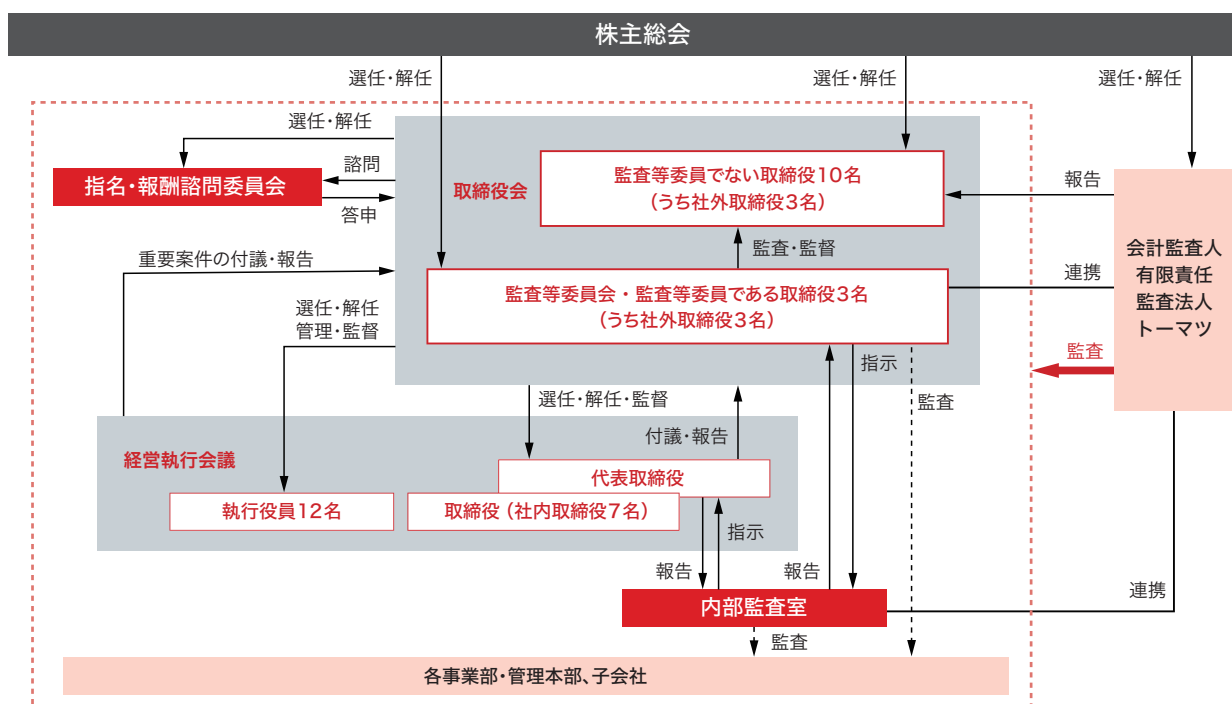 株主総会
選任・解任
選任・解任
選任・解任
選任・解任
指名・報酬諮問委員会
諮問
答申
取締役会
監査等委員でない取締役10名
(うち社外取締役3名)
報告
監査・監督
重要案件の付議・報告
監査等委員会・監査等委員である取締役3名
(うち社外取締役3名)
連携
会計監査人
有限責任
監査法人
トーマツ
選任・解任
管理・監督
監査
指示
監査
選任・解任・監督
付議・報告
経営執行会議
代表取締役
執行役員12名
取締役(社内取締役7名)
指示
報告
報告
内部監査室
連携
監査
各事業部・管理本部、子会社